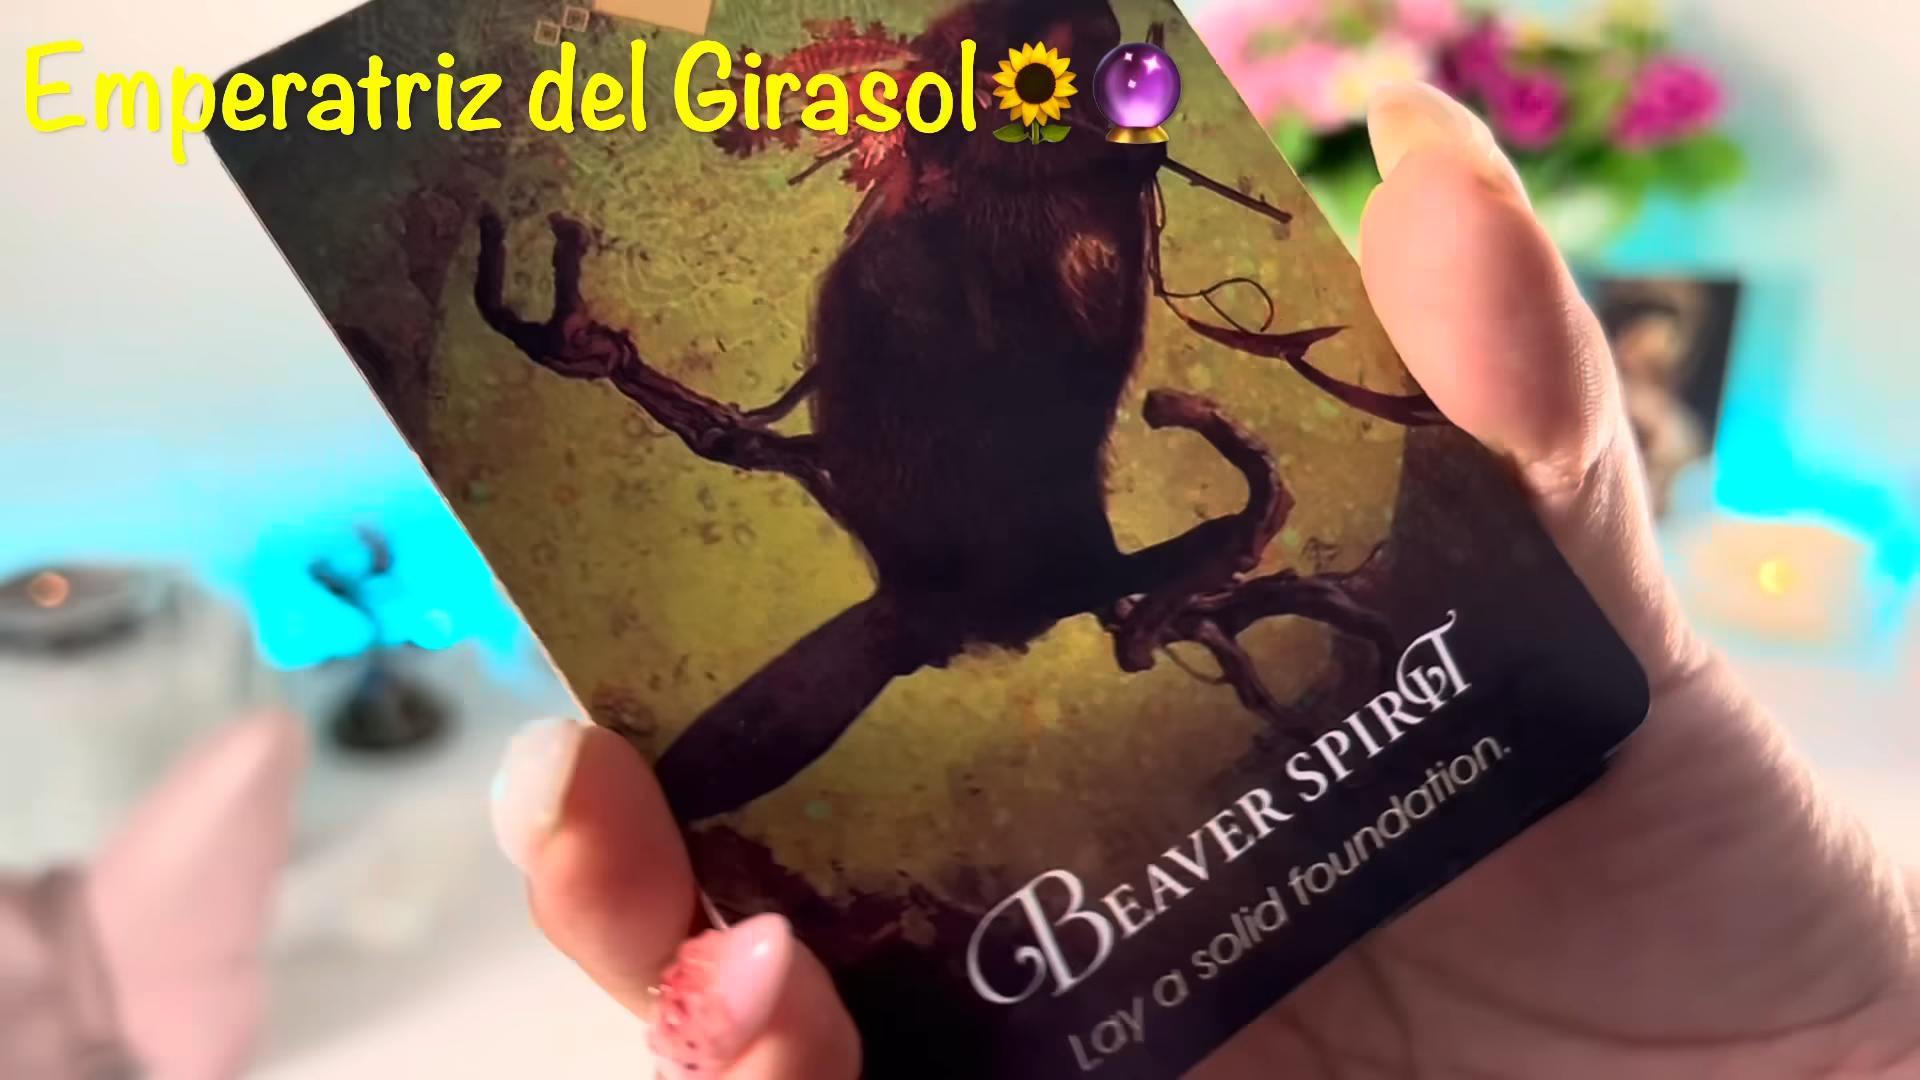 Emperatriz del Girasol🌻🔮
BEAVER SPIRIT
Lay a solid foundation.